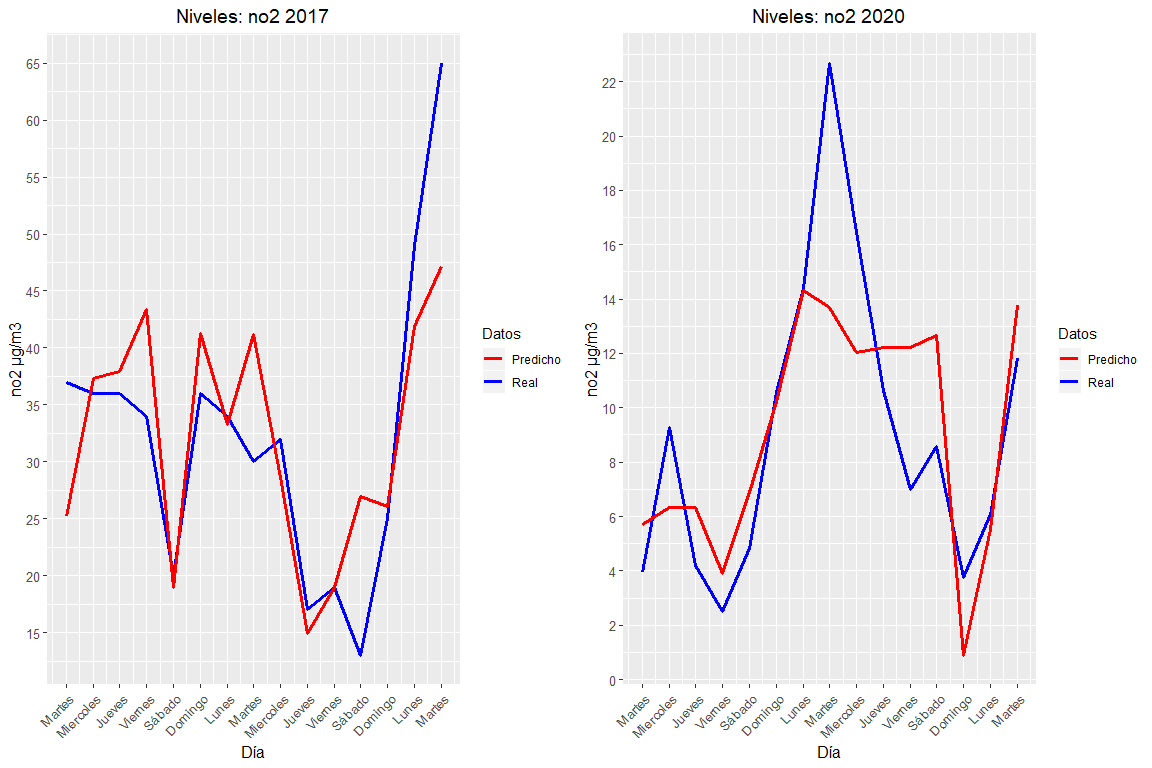 Niveles: no2 2017
no2 µg/m3
65
60
55
50
45
40
35
30
25
20
15
Martes
Miercoles
Jueves
Viernes
Sábado
Domingo
Lunes
Martes
Miercoles
Jueves
Viernes
Sábado
Domingo
Lunes
Martes
Día
Datos
Predicho
Real
Niveles: no2 2020
no2 µg/m3
22
20
18
16
14
12
10
8
6
4
2
0
Martes
Miercoles
Jueves
Viernes
Sábado
Domingo
Lunes
Martes
Miercoles
Jueves
Viernes
Sábado
Domingo
Lunes
Martes
Día
Datos
Predicho
Real